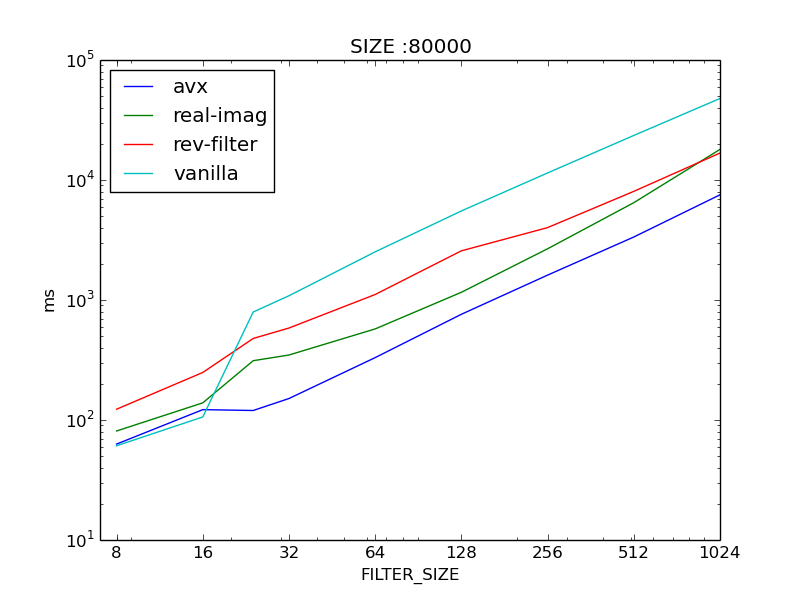 SIZE :80000
10^5
avx
real-imag
rev-filter
vanilla
10^4
10^3
ms
10^2
10^1
8 16 32 64 128 256 512 1024
FILTER_SIZE